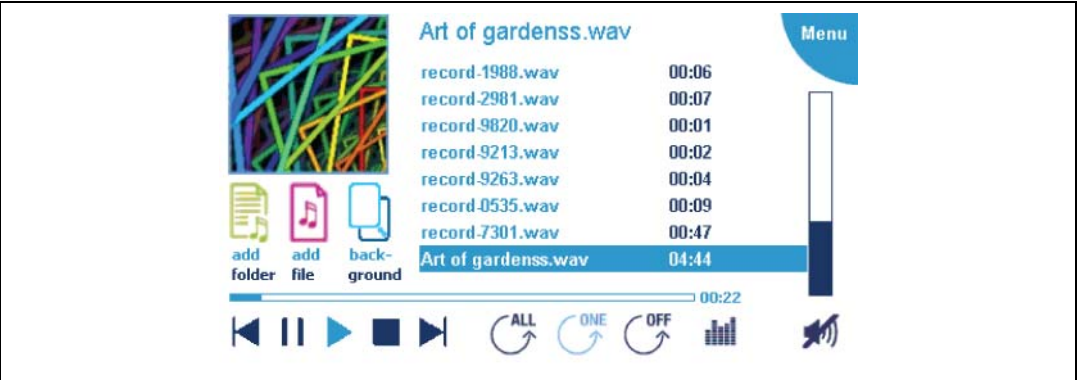 Art of gardenss.wav
Menu
record-1988.wav 00:06
record-2981.wav 00:07
record-9820.wav 00:01
record-9213.wav 00:02
record-9263.wav 00:04
record-0535.wav 00:09
record-7301.wav 00:47
Art of gardenss.wav 04:44
add folder
add file
back-
ground
00:22
ALL ONE OFF